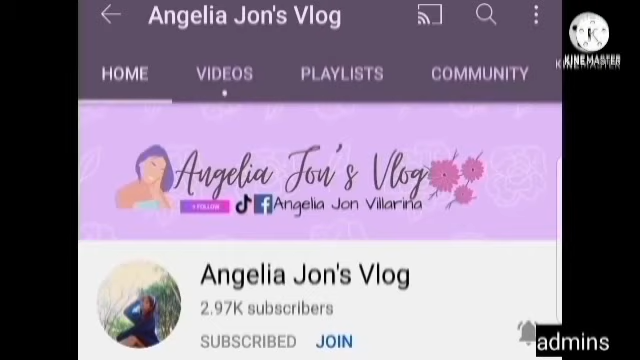 Angelia Jon's Vlog
HOME VIDEOS PLAYLISTS COMMUNITY
K
KINEMASTER
Angelia Jon's Vlog
+ FOLLOW Angelia Jon Villarina
Angelia Jon's Vlog
2.97K subscribers
SUBSCRIBED JOIN
admins